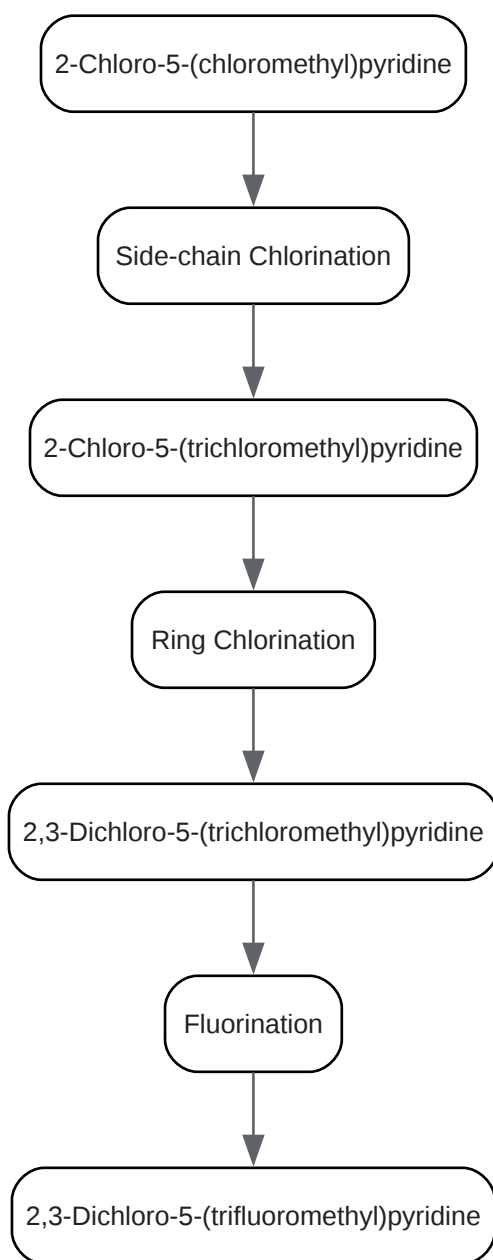 2-Chloro-5-(chloromethyl)pyridine
Side-chain Chlorination
2-Chloro-5-(trichloromethyl)pyridine
Ring Chlorination
2,3-Dichloro-5-(trichloromethyl)pyridine
Fluorination
2,3-Dichloro-5-(trifluoromethyl)pyridine